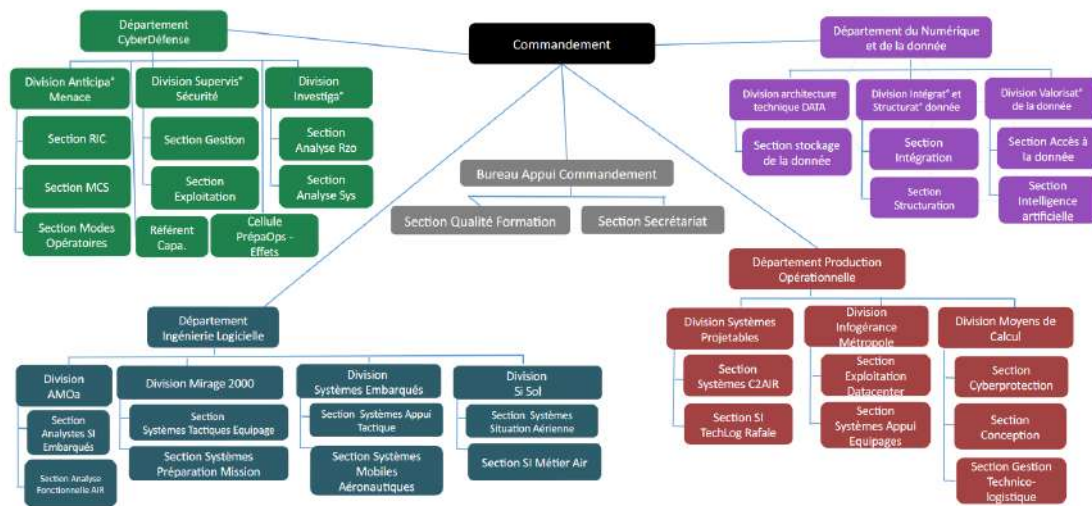 Département
CyberDéfense
Commandement
Département du Numérique
et de la donnée
Division Anticipa°
Menace
Division Supervis°
Sécurité
Division
Investiga°
Section RIC
Section Gestion
Section
Analyse Rzo
Section MCS
Section
Exploitation
Section
Analyse Sys
Section Modes
Opératoires
Référent
Capa.
Cellule
PrépaOps -
Effets
Division architecture
technique DATA
Division Intégrat° et
Structurat° donnée
Division Valorisat°
de la donnée
Section stockage
de la donnée
Section
Intégration
Section Accès à
la donnée
Section
Structuration
Section
Intelligence
artificielle
Bureau Appui Commandement
Section Qualité Formation
Section Secrétariat
Département
Ingénierie Logicielle
Division
AMOa
Division Mirage 2000
Division
Systèmes Embarqués
Division
Si Sol
Section
Analystes SI
Embarqués
Section
Systèmes Tactiques Equipage
Section Systèmes Appui
Tactique
Section Systèmes
Situation Aérienne
Section Analyse
Fonctionnelle AIR
Section Systèmes
Préparation Mission
Section Systèmes
Mobiles
Aéronautiques
Section SI Métier Air
Département Production
Opérationnelle
Division Systèmes
Projetables
Division
Infogérance
Métropole
Division Moyens de
Calcul
Section
Systèmes C2AIR
Section
Exploitation
Datacenter
Section
Cyberprotection
Section SI
TechLog Rafale
Section
Systèmes Appui
Equipages
Section
Conception
Section Gestion
Technico-
logistique